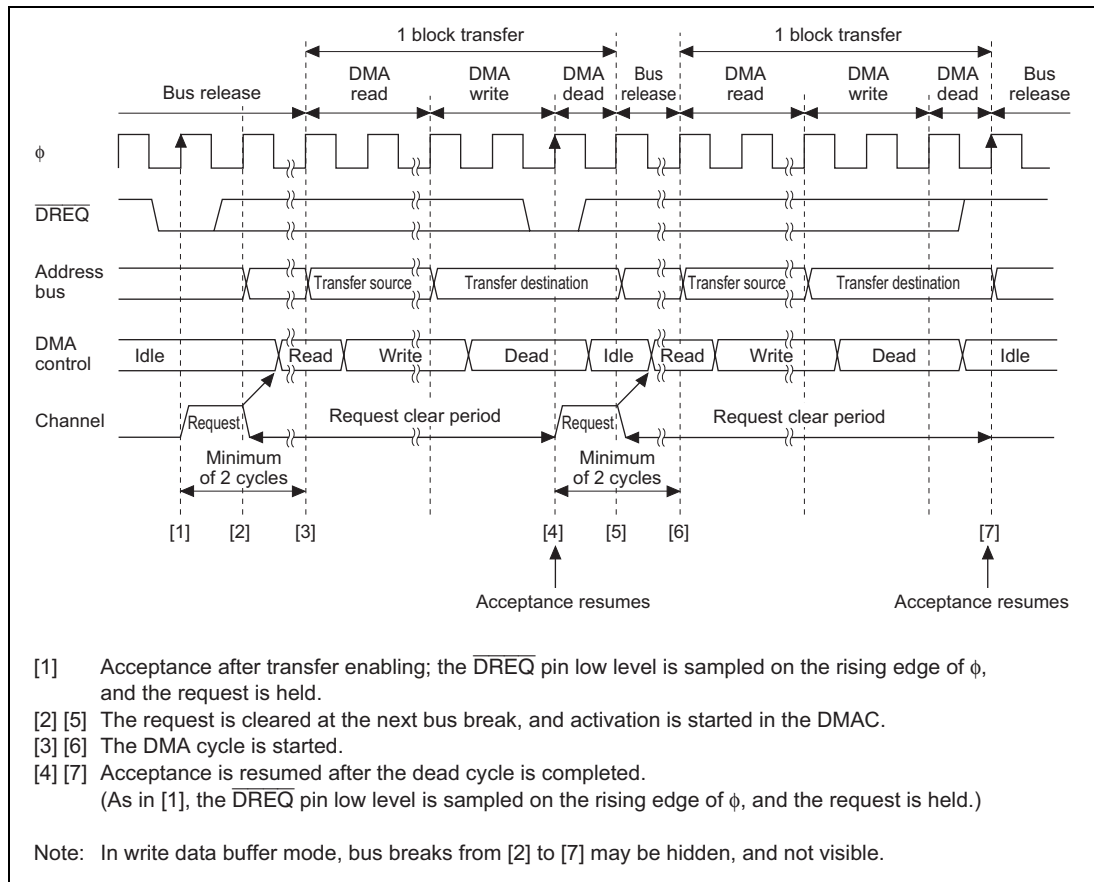 1 block transfer 1 block transfer
Bus release DMA read DMA write DMA dead Bus release DMA read DMA write DMA dead Bus release
ϕ
DREQ
Address bus Transfer source Transfer destination Transfer source Transfer destination
DMA control Idle Read Write Dead Idle Read Write Dead Idle
Channel Request Request clear period Request Request clear period
Minimum of 2 cycles Minimum of 2 cycles
[1] [2] [3] [4] [5] [6] [7]
Acceptance resumes Acceptance resumes
[1] Acceptance after transfer enabling; the DREQ pin low level is sampled on the rising edge of ϕ,
and the request is held.
[2] [5] The request is cleared at the next bus break, and activation is started in the DMAC.
[3] [6] The DMA cycle is started.
[4] [7] Acceptance is resumed after the dead cycle is completed.
(As in [1], the DREQ pin low level is sampled on the rising edge of ϕ, and the request is held.)
Note: In write data buffer mode, bus breaks from [2] to [7] may be hidden, and not visible.